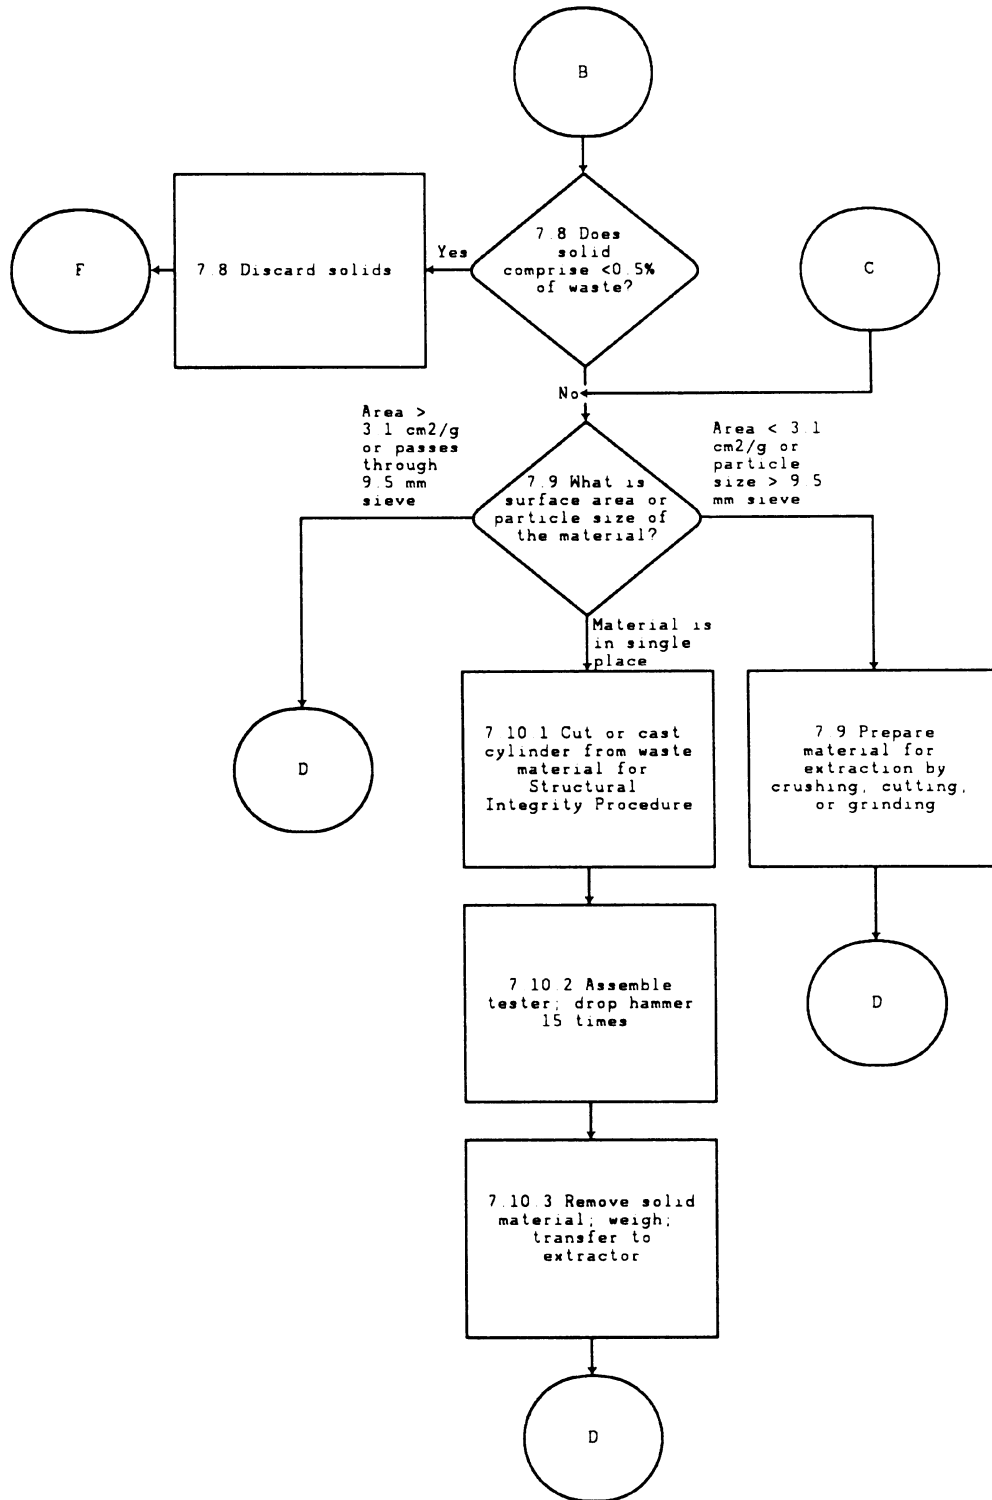 B
7.8 Does
solid
comprise <0.5%
of waste?
Yes
7.8 Discard solids
F
C
No
Area >
3.1 cm2/g
or passes
through
9.5 mm
sieve
Area < 3.1
cm2/g or
particle
size > 9.5
mm sieve
7.9 What is
surface area or
particle size of
the material?
Material is
in single
place
D
7.10.1 Cut or cast
cylinder from waste
material for
Structural
Integrity Procedure
7.9 Prepare
material for
extraction by
crushing, cutting,
or grinding
7.10.2 Assemble
tester; drop hammer
15 times
D
7.10.3 Remove solid
material; weigh;
transfer to
extractor
D